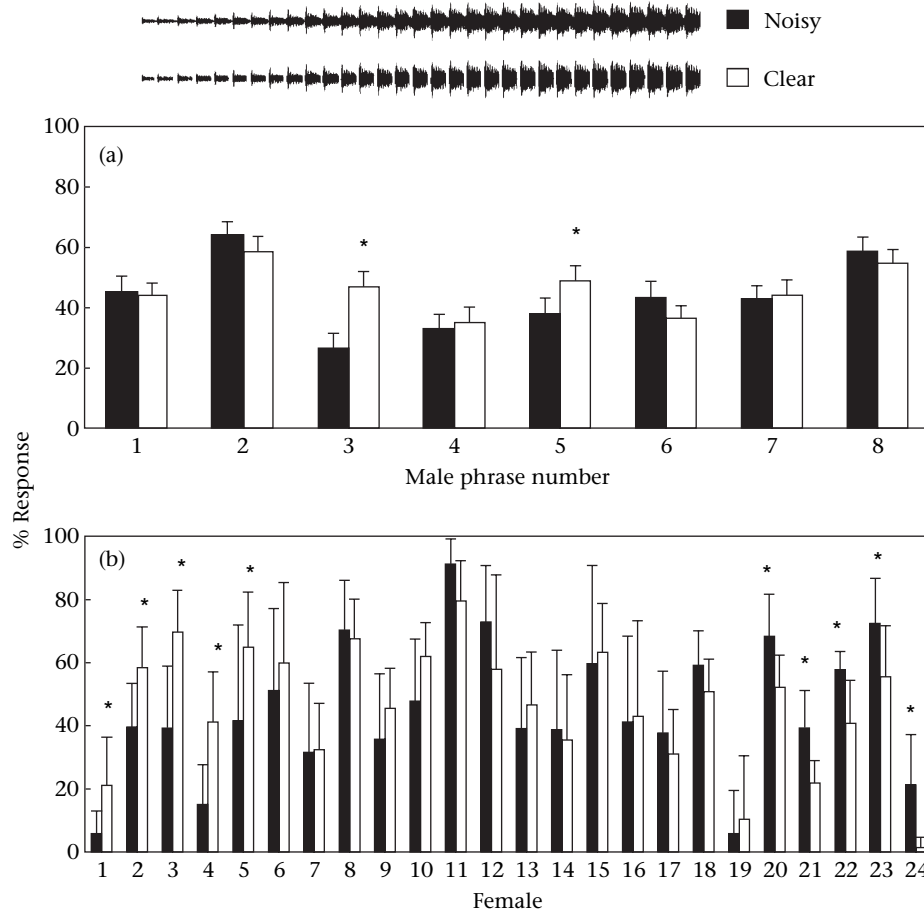 Noisy
Clear
100
80
60
40
20
0
(a)
*
*
1 2 3 4 5 6 7 8
Male phrase number
% Response
100
80
60
40
20
0
(b)
* * * * * * * * * *
1 2 3 4 5 6 7 8 9 10 11 12 13 14 15 16 17 18 19 20 21 22 23 24
Female